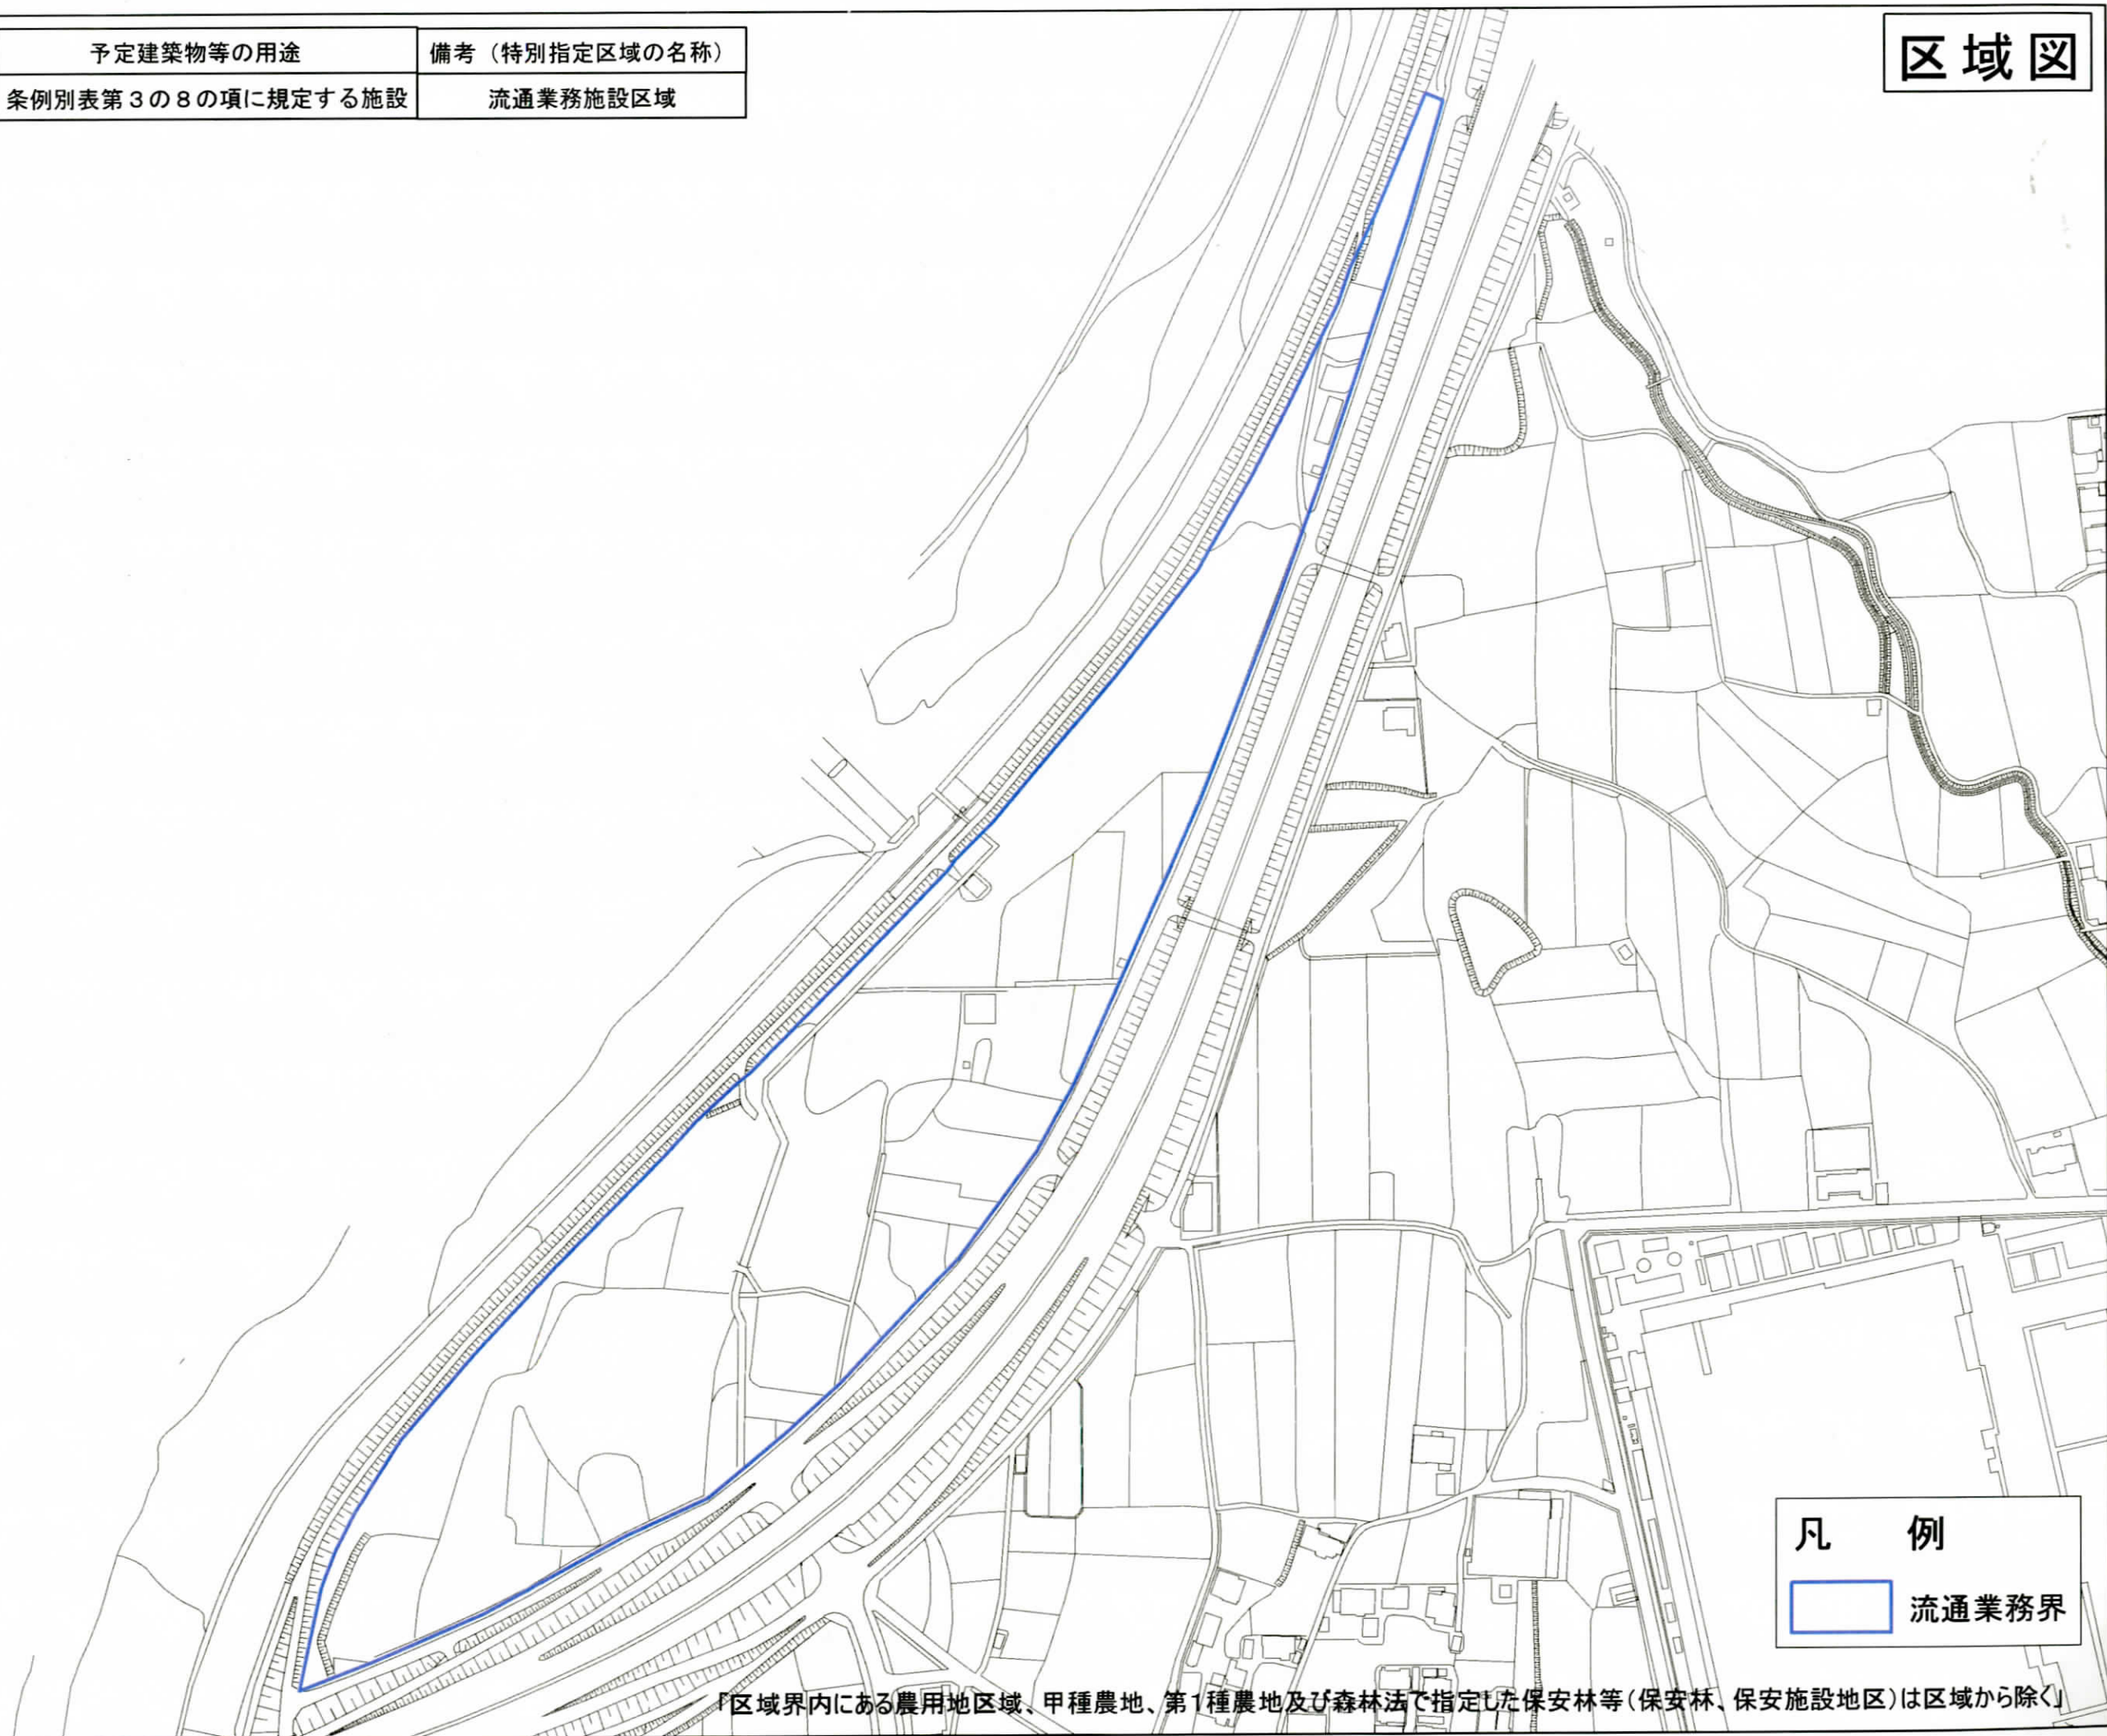 区域図
予定建築物等の用途 備考（特別指定区域の名称）
条例別表第３の８の項に規定する施設 流通業務施設区域
凡 例
流通業務界
「区域界内にある農用地区域、甲種農地、第1種農地及び森林法で指定した保安林等（保安林、保安施設地区）は区域から除く」